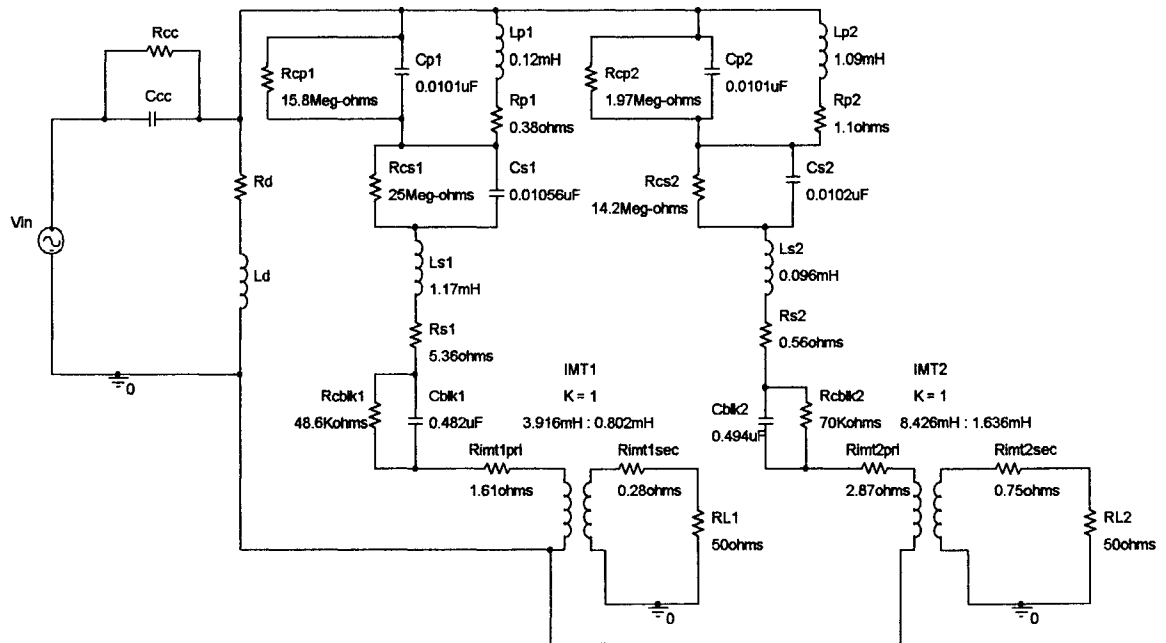 Rcc
Ccc
Vin
0
Rd
Ld
Rcp1
15.8Meg-ohms
Cp1
0.0101uF
Lp1
0.12mH
Rp1
0.38ohms
Rcs1
25Meg-ohms
Cs1
0.01056uF
Ls1
1.17mH
Rs1
5.36ohms
Rcblk1
48.6Kohms
Cblk1
0.482uF
IMT1
K = 1
3.916mH : 0.802mH
Rimt1pri
1.61ohms
Rimt1sec
0.28ohms
RL1
50ohms
0
Rcp2
1.97Meg-ohms
Cp2
0.0101uF
Lp2
1.09mH
Rp2
1.1ohms
Rcs2
14.2Meg-ohms
Cs2
0.0102uF
Ls2
0.096mH
Rs2
0.56ohms
Cblk2
0.494uF
Rcblk2
70Kohms
IMT2
K = 1
8.426mH : 1.636mH
Rimt2pri
2.87ohms
Rimt2sec
0.75ohms
RL2
50ohms
0